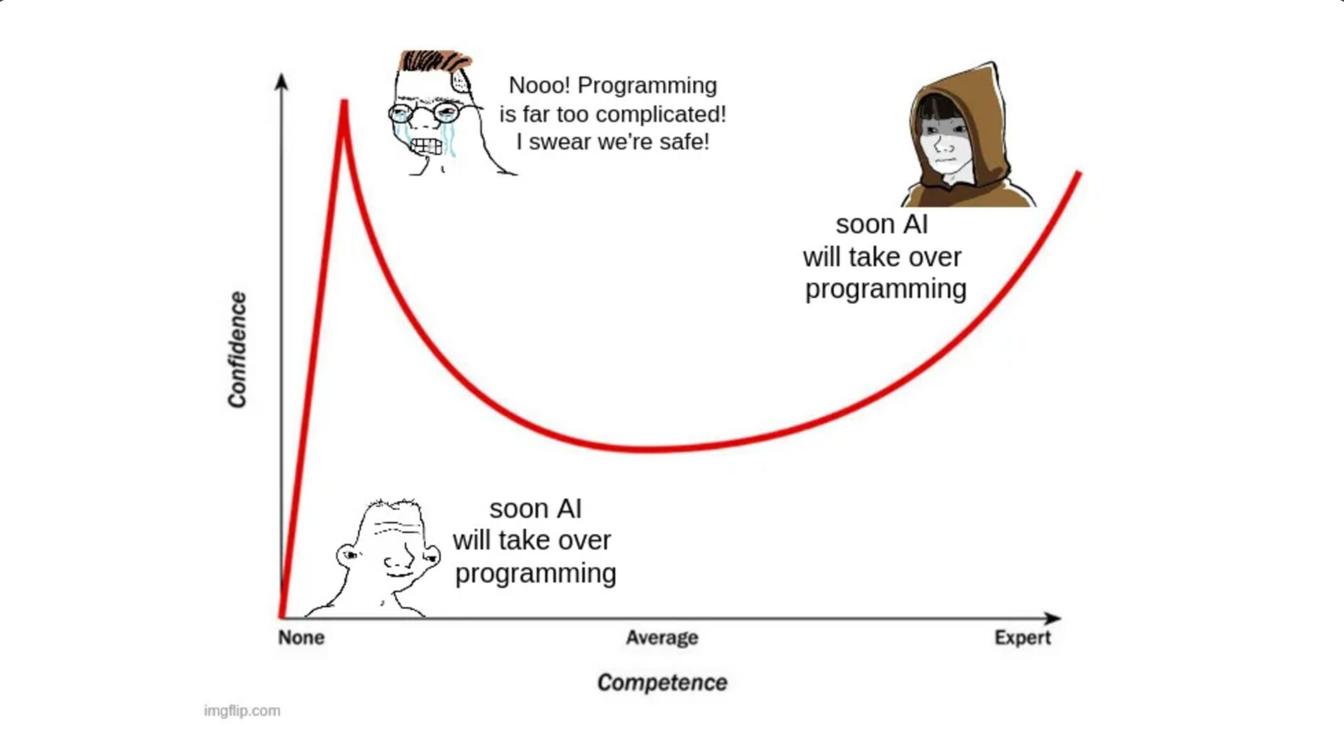 Nooo! Programming
is far too complicated!
I swear we're safe!
soon AI
will take over
programming
Confidence
soon AI
will take over
programming
None
Average
Expert
Competence
imgflip.com